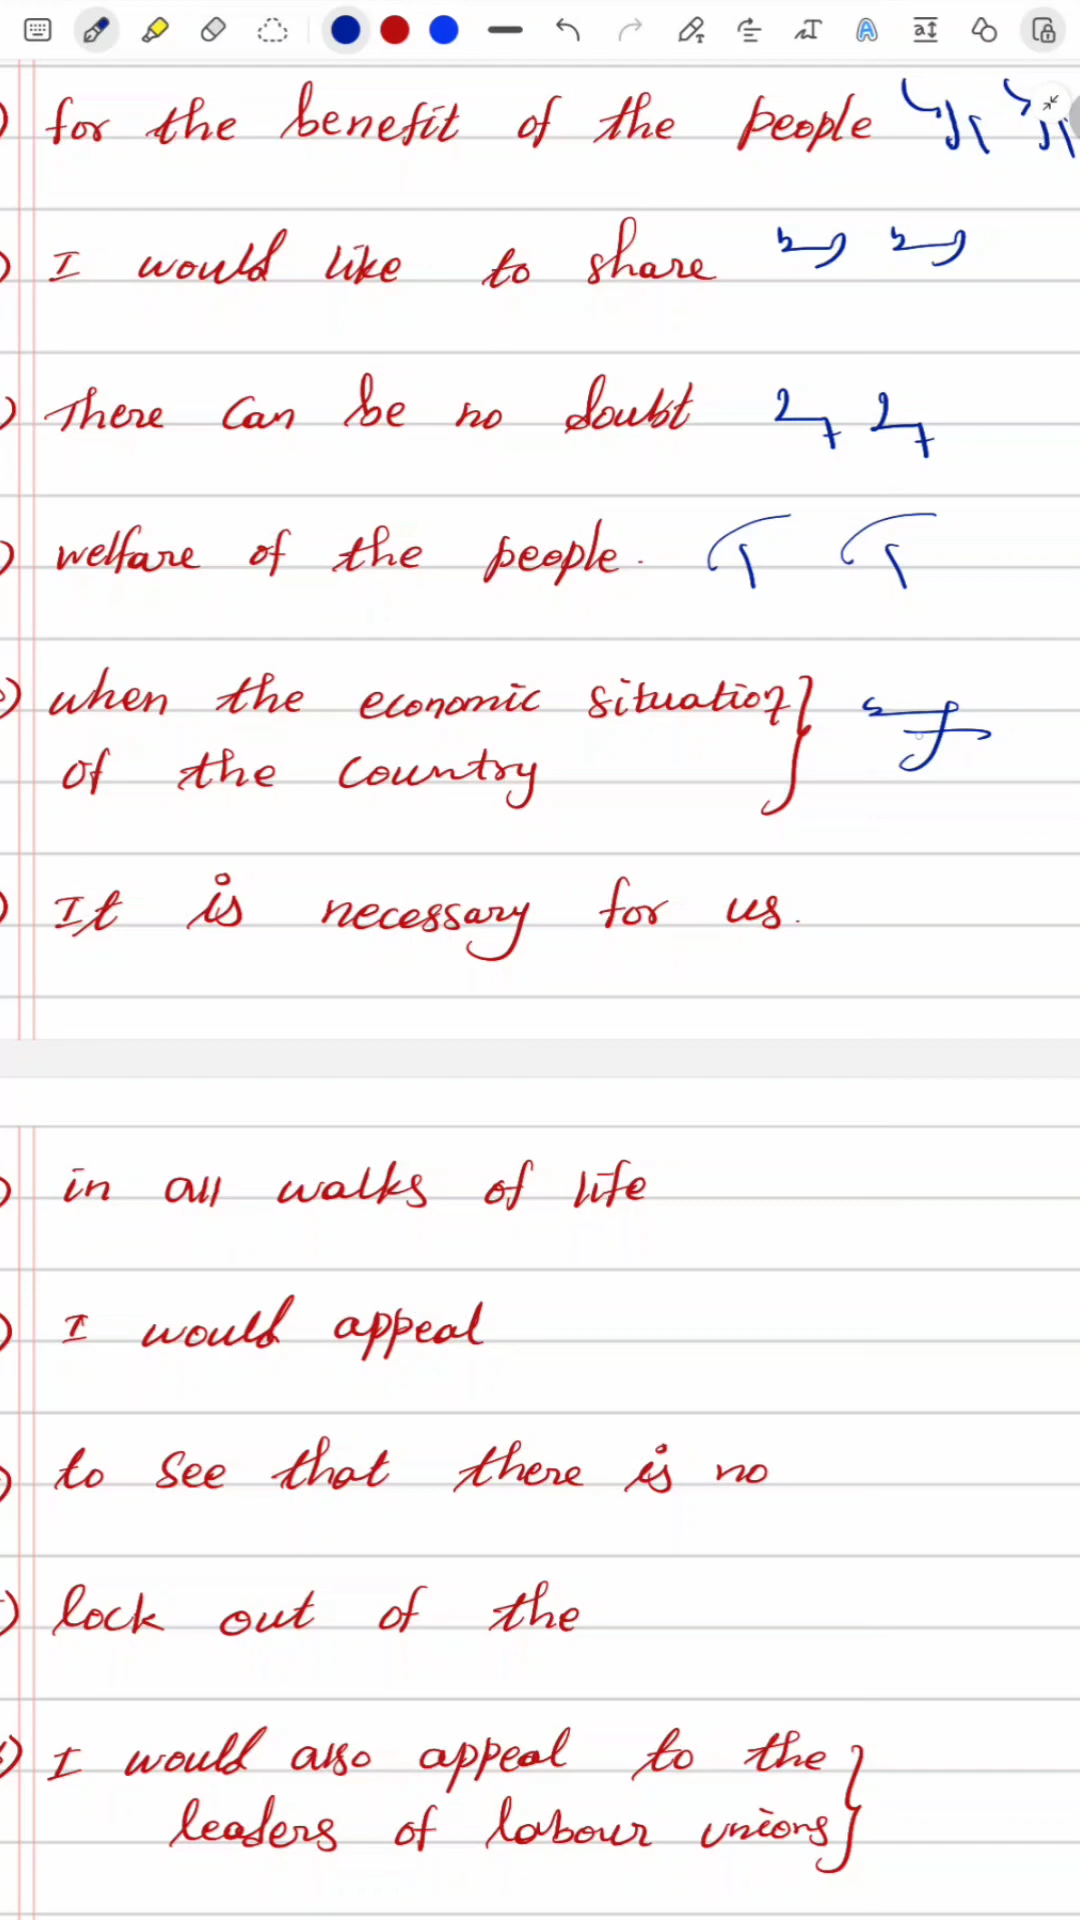 for the benefit of the people
I would like to share
There can be no doubt
welfare of the people.
when the economic situation
of the country
It is necessary for us.
in all walks of life
I would appeal
to see that there is no
lock out of the
I would also appeal to the
leaders of labour unions